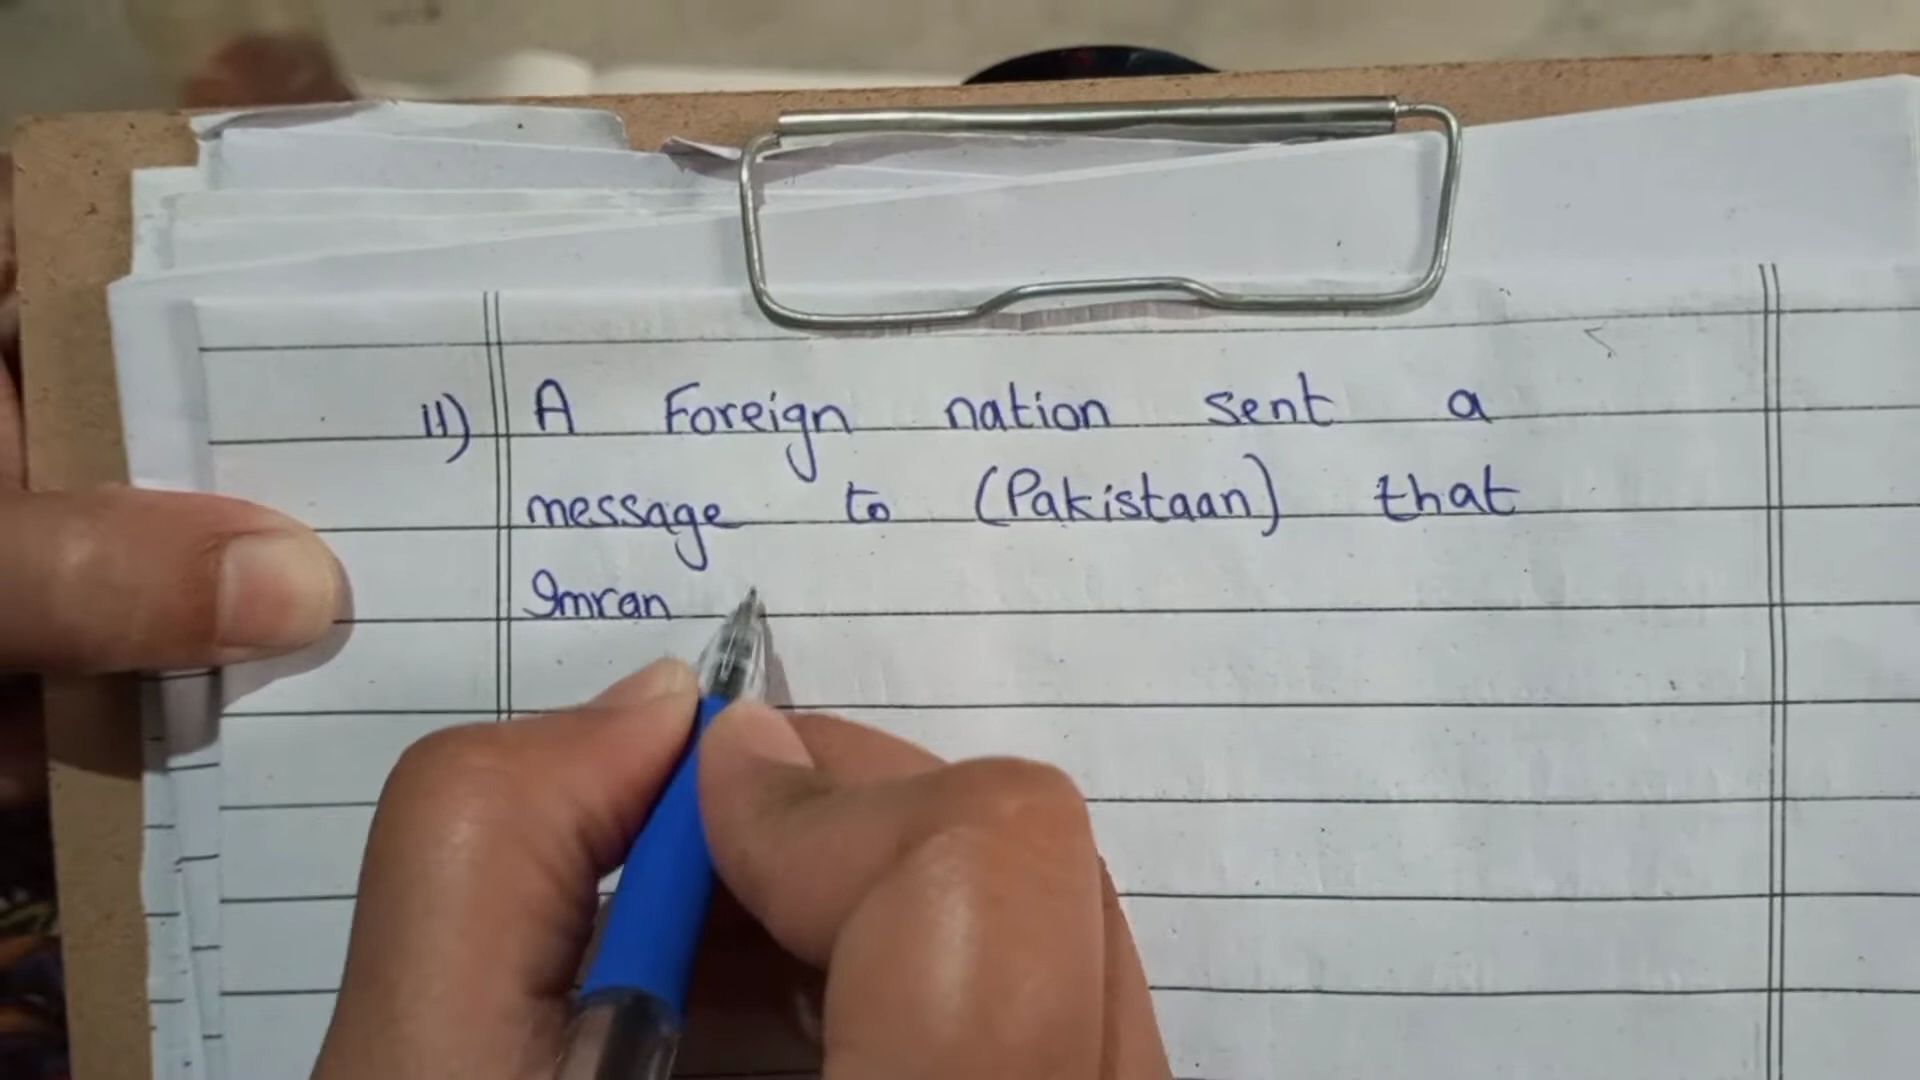 11) A Foreign nation sent a
message to (Pakistaan) that
Imran